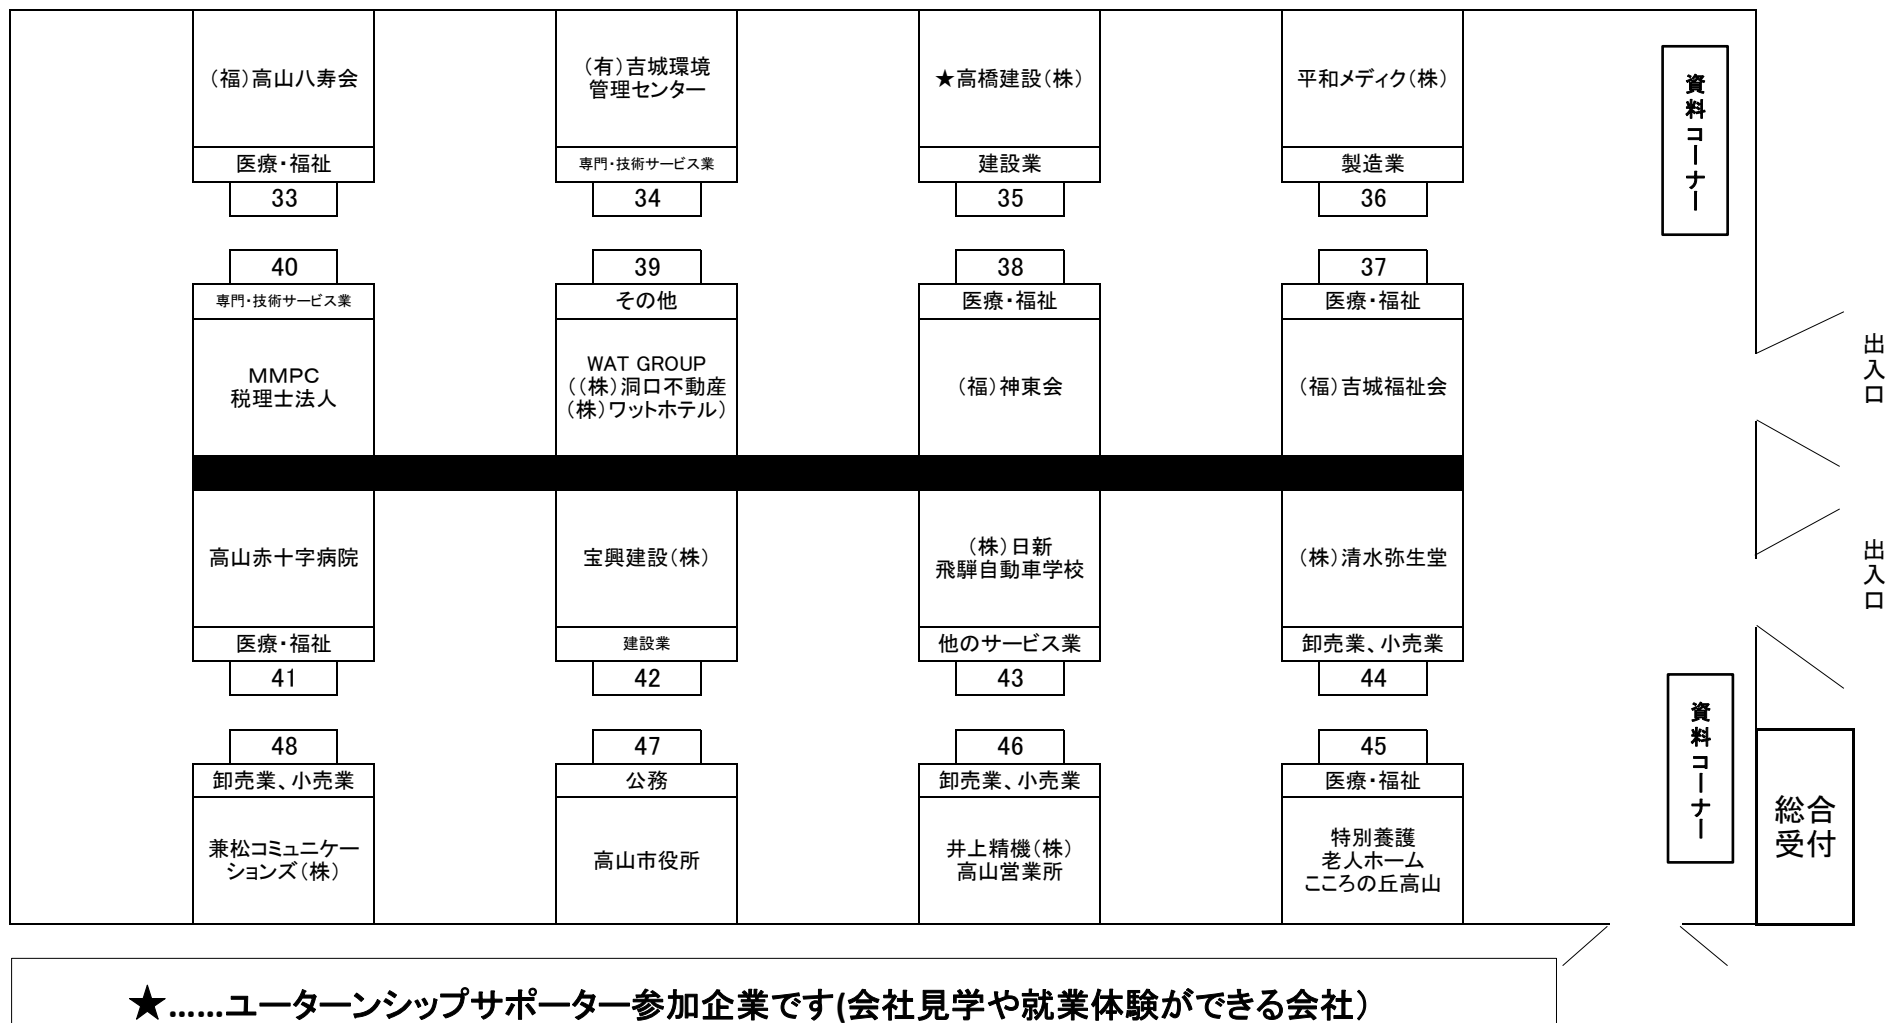 （福）高山八寿会
医療・福祉
33
（有）吉城環境
管理センター
専門・技術サービス業
34
★高橋建設（株）
建設業
35
平和メディク（株）
製造業
36
資料コーナー
40
専門・技術サービス業
MMPC
税理士法人
39
その他
WAT GROUP
（（株）洞口不動産
（株）ワットホテル）
38
医療・福祉
（福）神東会
37
医療・福祉
（福）吉城福祉会
出入口
高山赤十字病院
医療・福祉
41
宝興建設（株）
建設業
42
（株）日新
飛騨自動車学校
他のサービス業
43
（株）清水弥生堂
卸売業、小売業
44
出入口
48
卸売業、小売業
兼松コミュニケー
ションズ（株）
47
公務
高山市役所
46
卸売業、小売業
井上精機（株）
高山営業所
45
医療・福祉
特別養護
老人ホーム
こころの丘高山
資料コーナー
総合
受付
★……ユーターンシップサポーター参加企業です(会社見学や就業体験ができる会社）